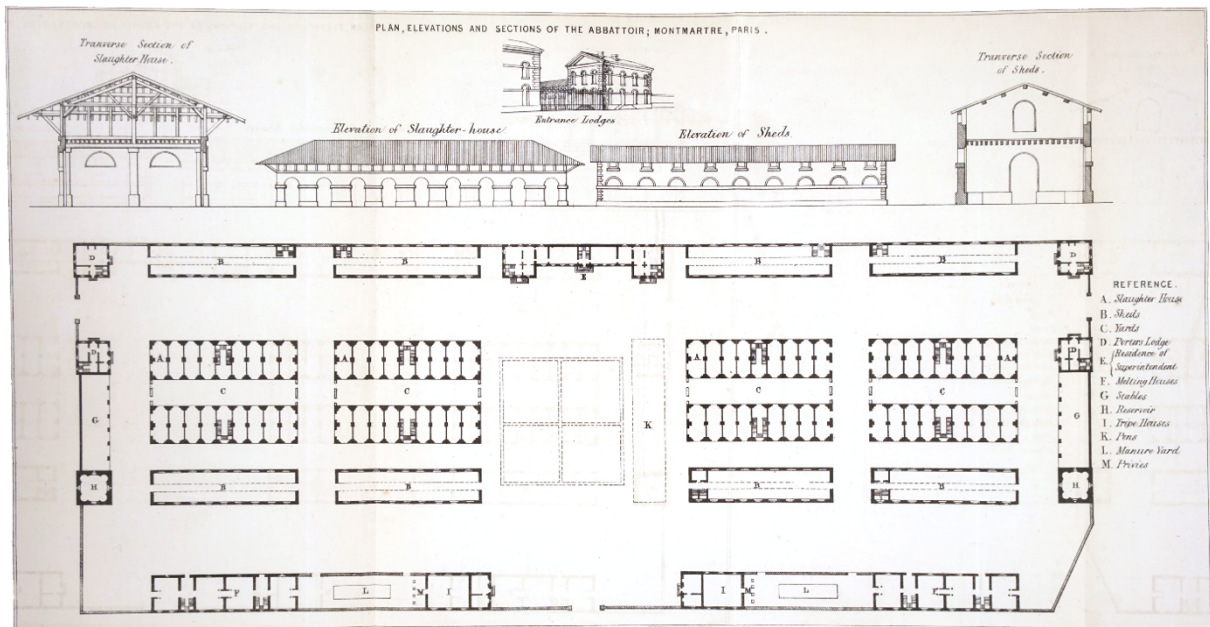 PLAN, ELEVATIONS AND SECTIONS OF THE ABBATTOIR; MONTMARTRE, PARIS.
Tranverse Section of
Slaughter House.
Tranverse Section
of Sheds.
Entrance Lodges.
Elevation of Slaughter-house
Elevation of Sheds
D
B
B
E
B
B
D
REFERENCE.
A. Slaughter House
B. Sheds
C. Yards
D. Porters Lodge
E. { Residence of
Superintendent
F. Melting Houses
G. Stables
H. Reservoir
I. Tripe Houses
K. Pens
L. Manure Yard
M. Privies
D
A
A
A
A
D
C
C
K
C
C
G
G
H
B
B
B
B
H
F
L
M
I
I
M
L
F